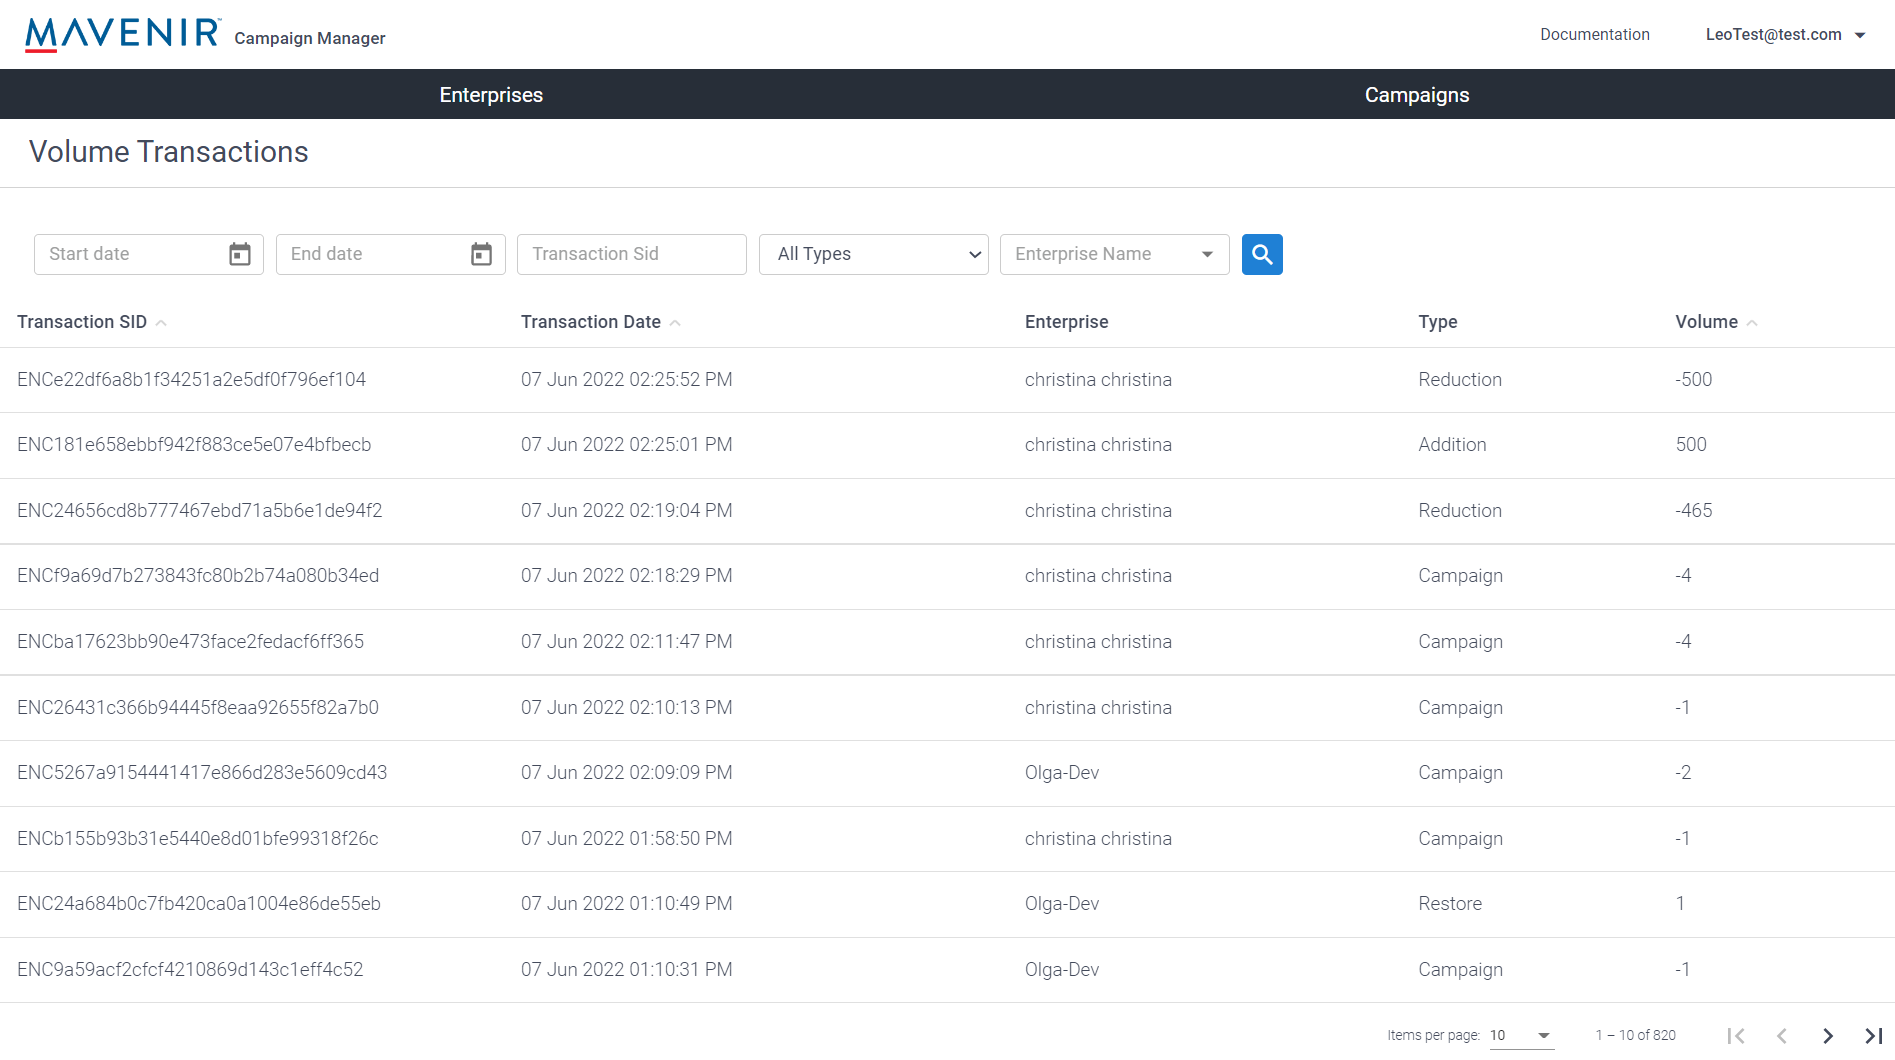 MAVENIR™ Campaign Manager Documentation LeoTest@test.com
Enterprises Campaigns
Volume Transactions
Start date End date Transaction Sid All Types Enterprise Name
Transaction SID Transaction Date Enterprise Type Volume
ENCe22df6a8b1f34251a2e5df0f796ef104 07 Jun 2022 02:25:52 PM christina christina Reduction -500
ENC181e658ebbf942f883ce5e07e4bfbecb 07 Jun 2022 02:25:01 PM christina christina Addition 500
ENC24656cd8b777467ebd71a5b6e1de94f2 07 Jun 2022 02:19:04 PM christina christina Reduction -465
ENCf9a69d7b273843fc80b2b74a080b34ed 07 Jun 2022 02:18:29 PM christina christina Campaign -4
ENCba17623bb90e473face2fedacf6ff365 07 Jun 2022 02:11:47 PM christina christina Campaign -4
ENC26431c366b94445f8eaa92655f82a7b0 07 Jun 2022 02:10:13 PM christina christina Campaign -1
ENC5267a9154441417e866d283e5609cd43 07 Jun 2022 02:09:09 PM Olga-Dev Campaign -2
ENCb155b93b31e5440e8d01bfe99318f26c 07 Jun 2022 01:58:50 PM christina christina Campaign -1
ENC24a684b0c7fb420ca0a1004e86de55eb 07 Jun 2022 01:10:49 PM Olga-Dev Restore 1
ENC9a59acf2cfcf4210869d143c1eff4c52 07 Jun 2022 01:10:31 PM Olga-Dev Campaign -1
Items per page: 10 1 – 10 of 820